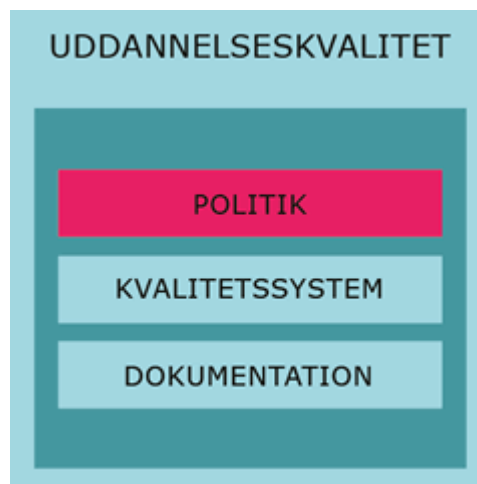 UDDANNELSESKVALITET
POLITIK
KVALITETSSYSTEM
DOKUMENTATION